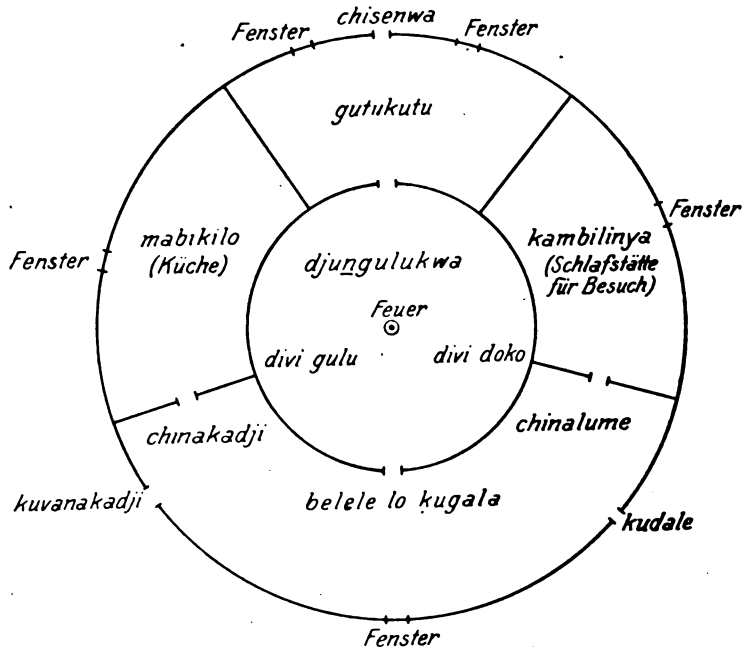 chisenwa
Fenster
Fenster
gutukutu
Fenster
mabikilo
(Küche)
kambilinya
(Schlafstätte
für Besuch)
Fenster
djungulukwa
Feuer
divi gulu
divi doko
chinakadji
chinalume
kuvanakadji
belele lo kugala
kudale
Fenster